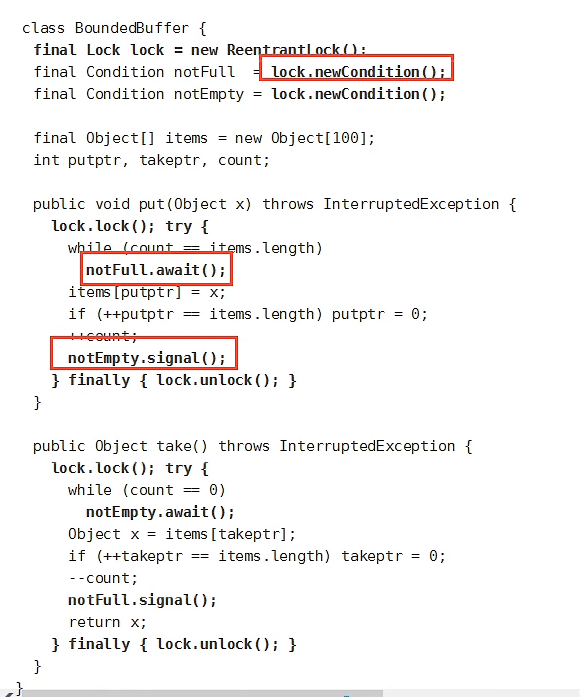 class BoundedBuffer {
final Lock lock = new ReentrantLock();
final Condition notFull  = lock.newCondition();
final Condition notEmpty = lock.newCondition();
final Object[] items = new Object[100];
int putptr, takeptr, count;
public void put(Object x) throws InterruptedException {
lock.lock(); try {
while (count == items.length)
notFull.await();
items[putptr] = x;
if (++putptr == items.length) putptr = 0;
++count;
notEmpty.signal();
} finally { lock.unlock(); }
}
public Object take() throws InterruptedException {
lock.lock(); try {
while (count == 0)
notEmpty.await();
Object x = items[takeptr];
if (++takeptr == items.length) takeptr = 0;
--count;
notFull.signal();
return x;
} finally { lock.unlock(); }
}
}